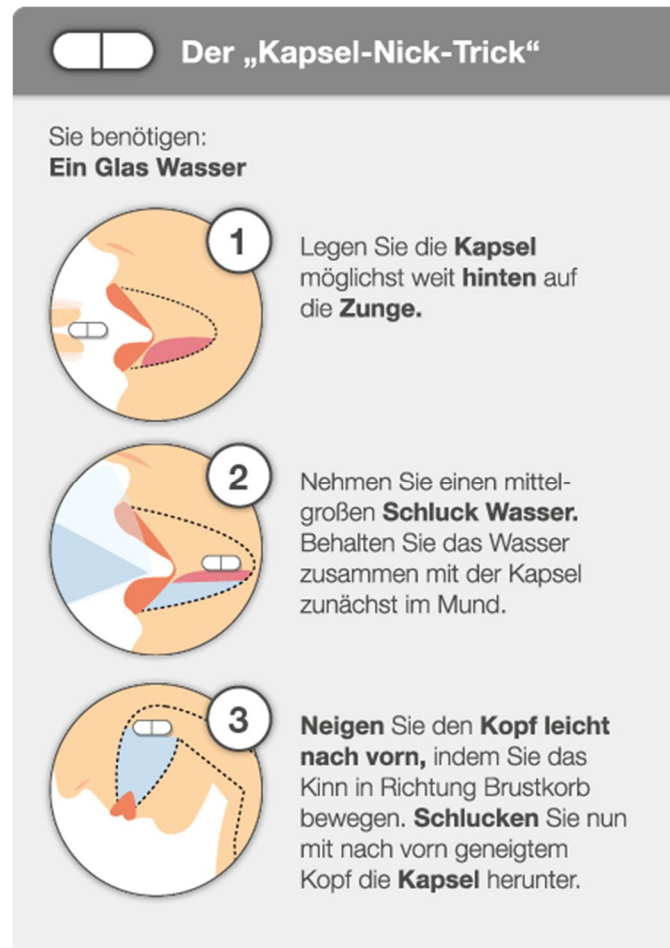 Der „Kapsel-Nick-Trick“
Sie benötigen:
Ein Glas Wasser
1
Legen Sie die Kapsel
möglichst weit hinten auf
die Zunge.
2
Nehmen Sie einen mittel-
großen Schluck Wasser.
Behalten Sie das Wasser
zusammen mit der Kapsel
zunächst im Mund.
3
Neigen Sie den Kopf leicht
nach vorn, indem Sie das
Kinn in Richtung Brustkorb
bewegen. Schlucken Sie nun
mit nach vorn geneigtem
Kopf die Kapsel herunter.